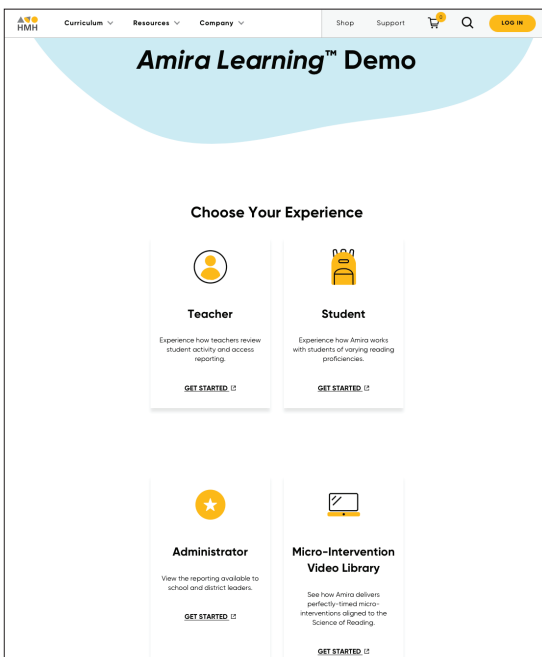 HMH
Curriculum
Resources
Company
Shop
Support
0
LOG IN
Amira Learning™ Demo
Choose Your Experience
Teacher
Experience how teachers review
student activity and access
reporting.
GET STARTED
Student
Experience how Amira works
with students of varying reading
proficiencies.
GET STARTED
Administrator
View the reporting available to
school and district leaders.
GET STARTED
Micro-Intervention
Video Library
See how Amira delivers
perfectly-timed micro-
interventions aligned to the
Science of Reading.
GET STARTED